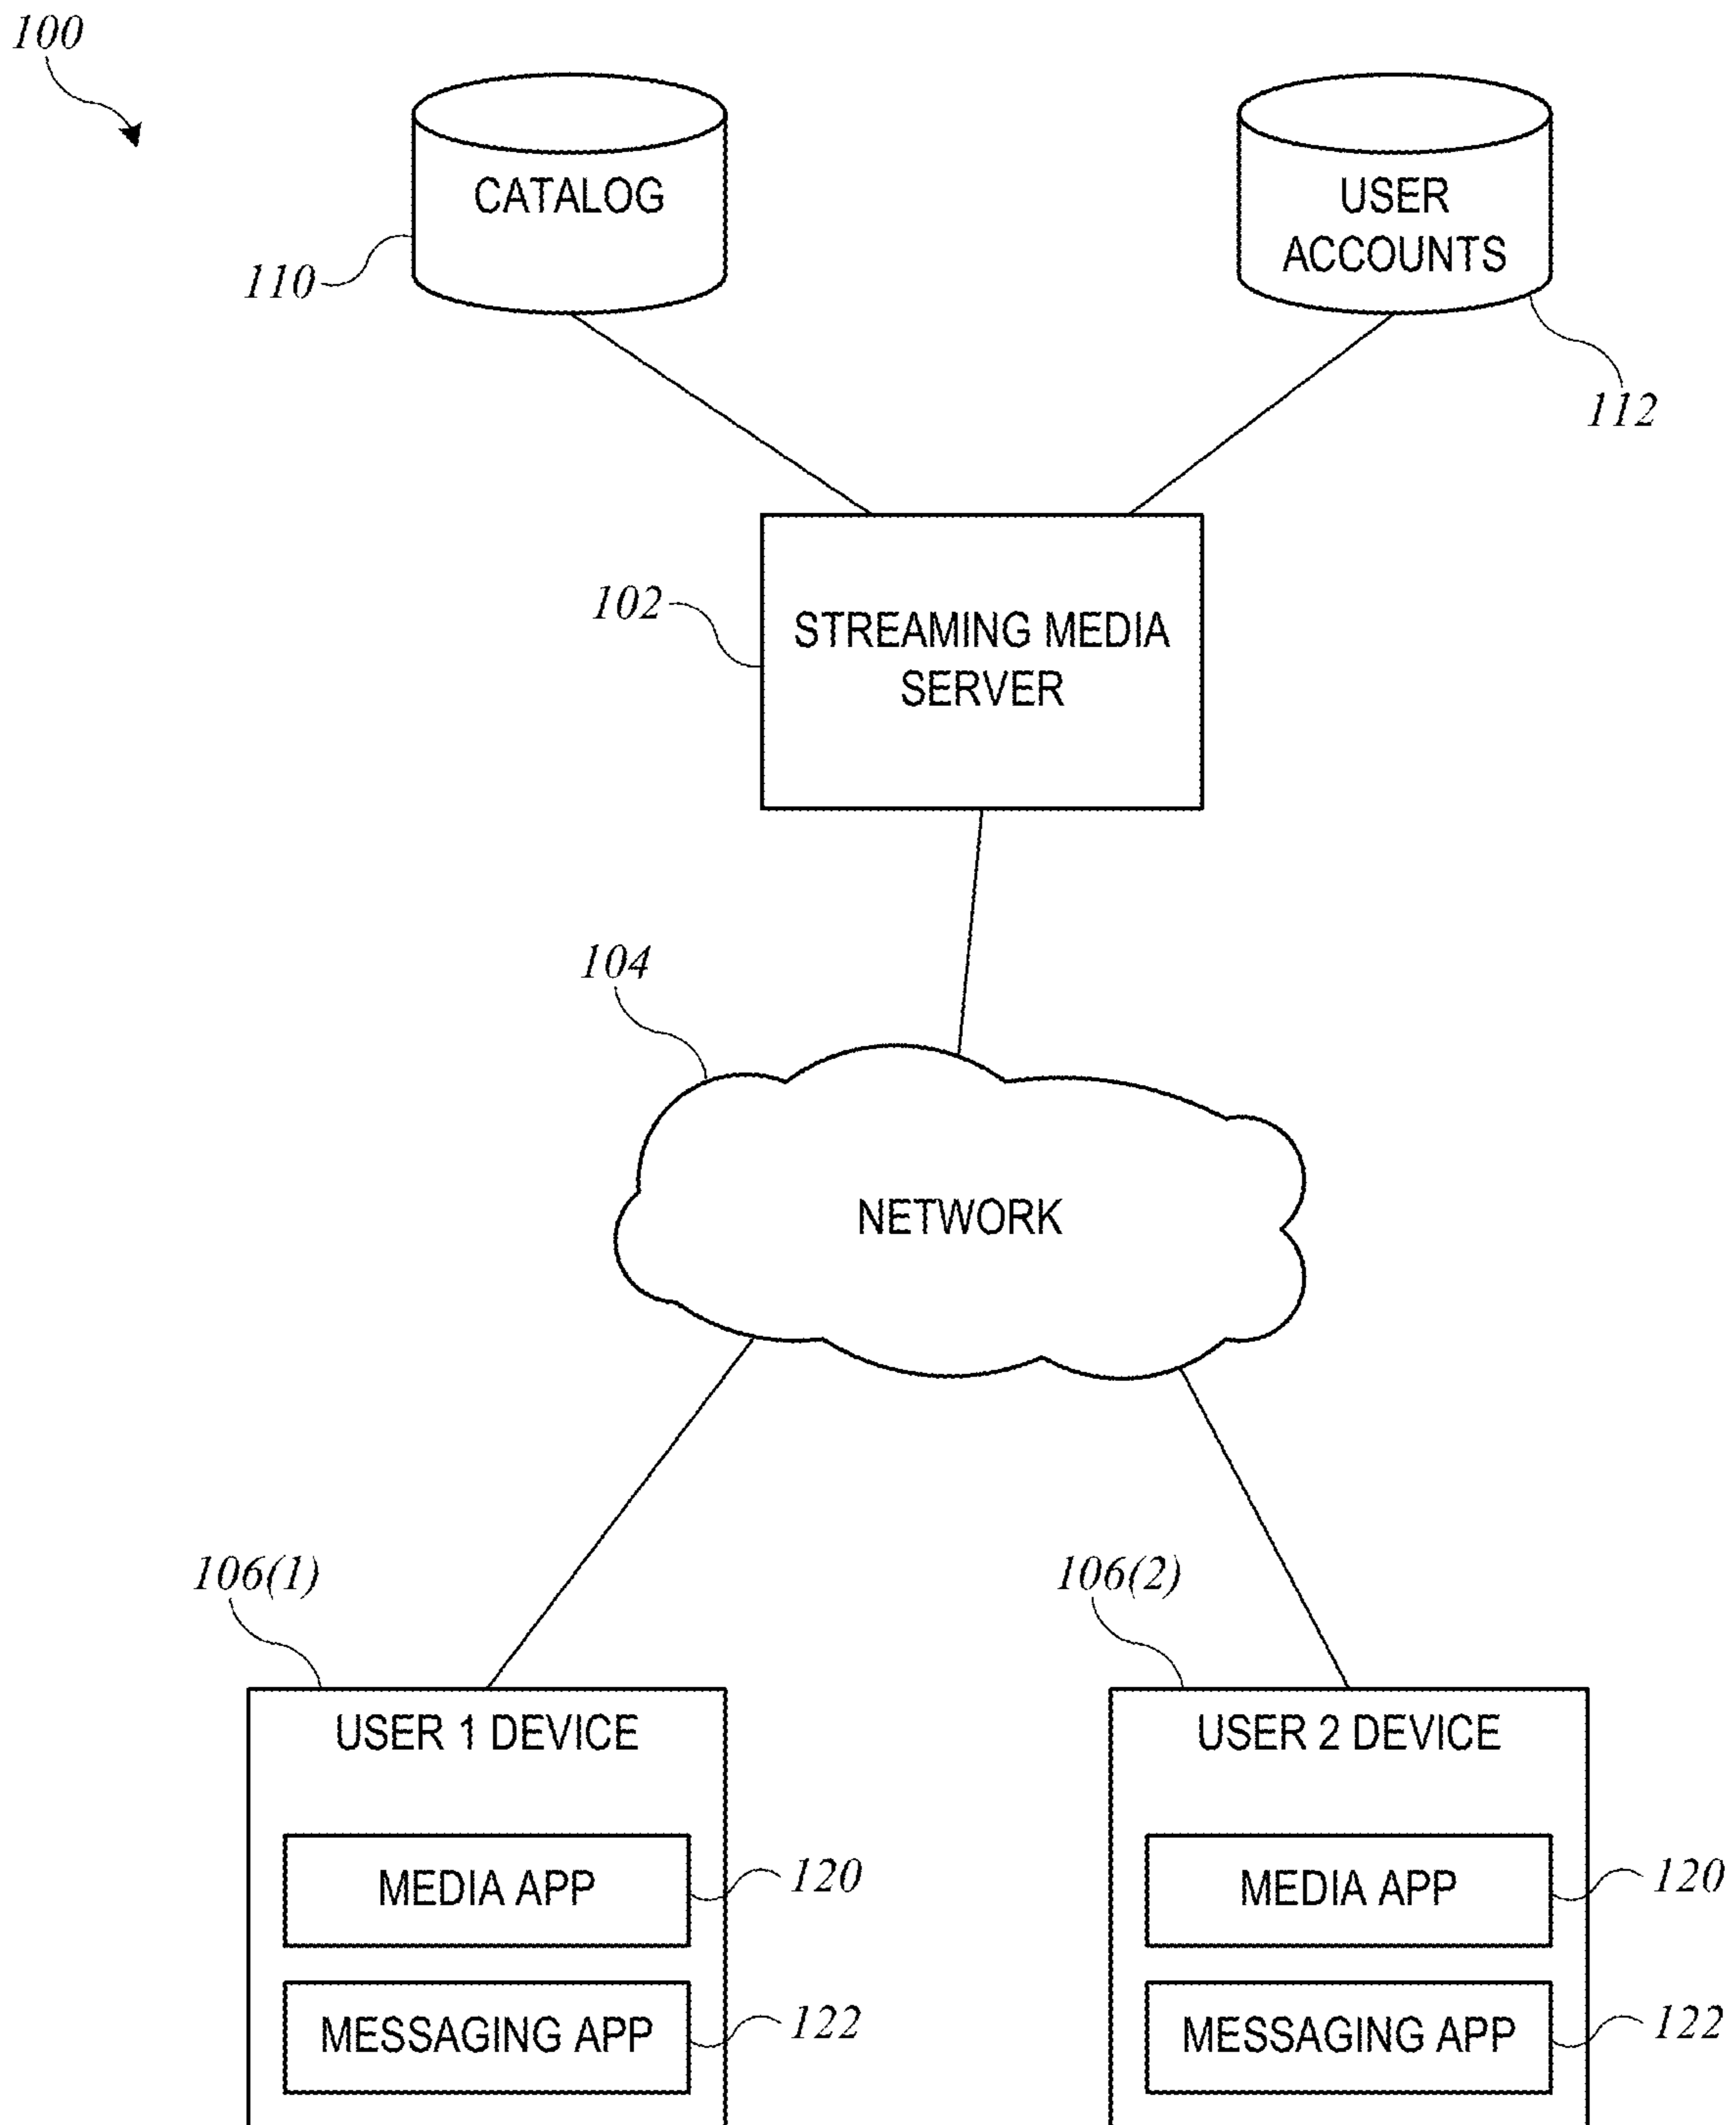 100
CATALOG
USER
ACCOUNTS
110
112
102
STREAMING MEDIA
SERVER
104
NETWORK
106(1)
106(2)
USER 1 DEVICE
USER 2 DEVICE
MEDIA APP
120
MEDIA APP
120
MESSAGING APP
122
MESSAGING APP
122